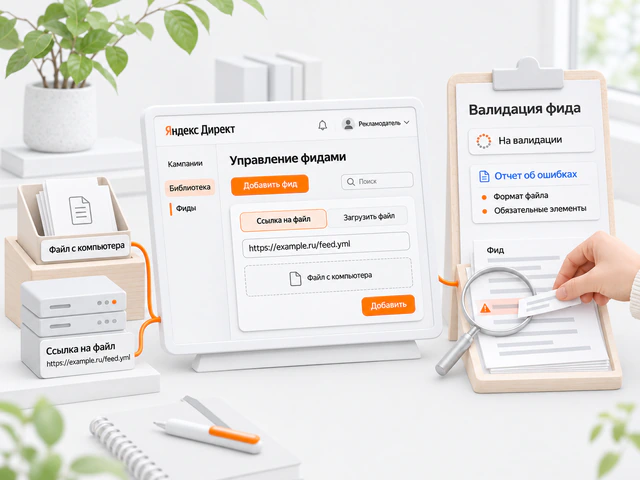 Яндекс Директ
Рекламодатель
Кампании
Библиотека
Фиды
Управление фидами
Добавить фид
Поиск
Ссылка на файл
Загрузить файл
https://example.ru/feed.yml
Файл с компьютера
Добавить
Файл с компьютера
Ссылка на файл
https://example.ru/feed.yml
Валидация фида
На валидации
Отчет об ошибках
Формат файла
Обязательные элементы
Фид